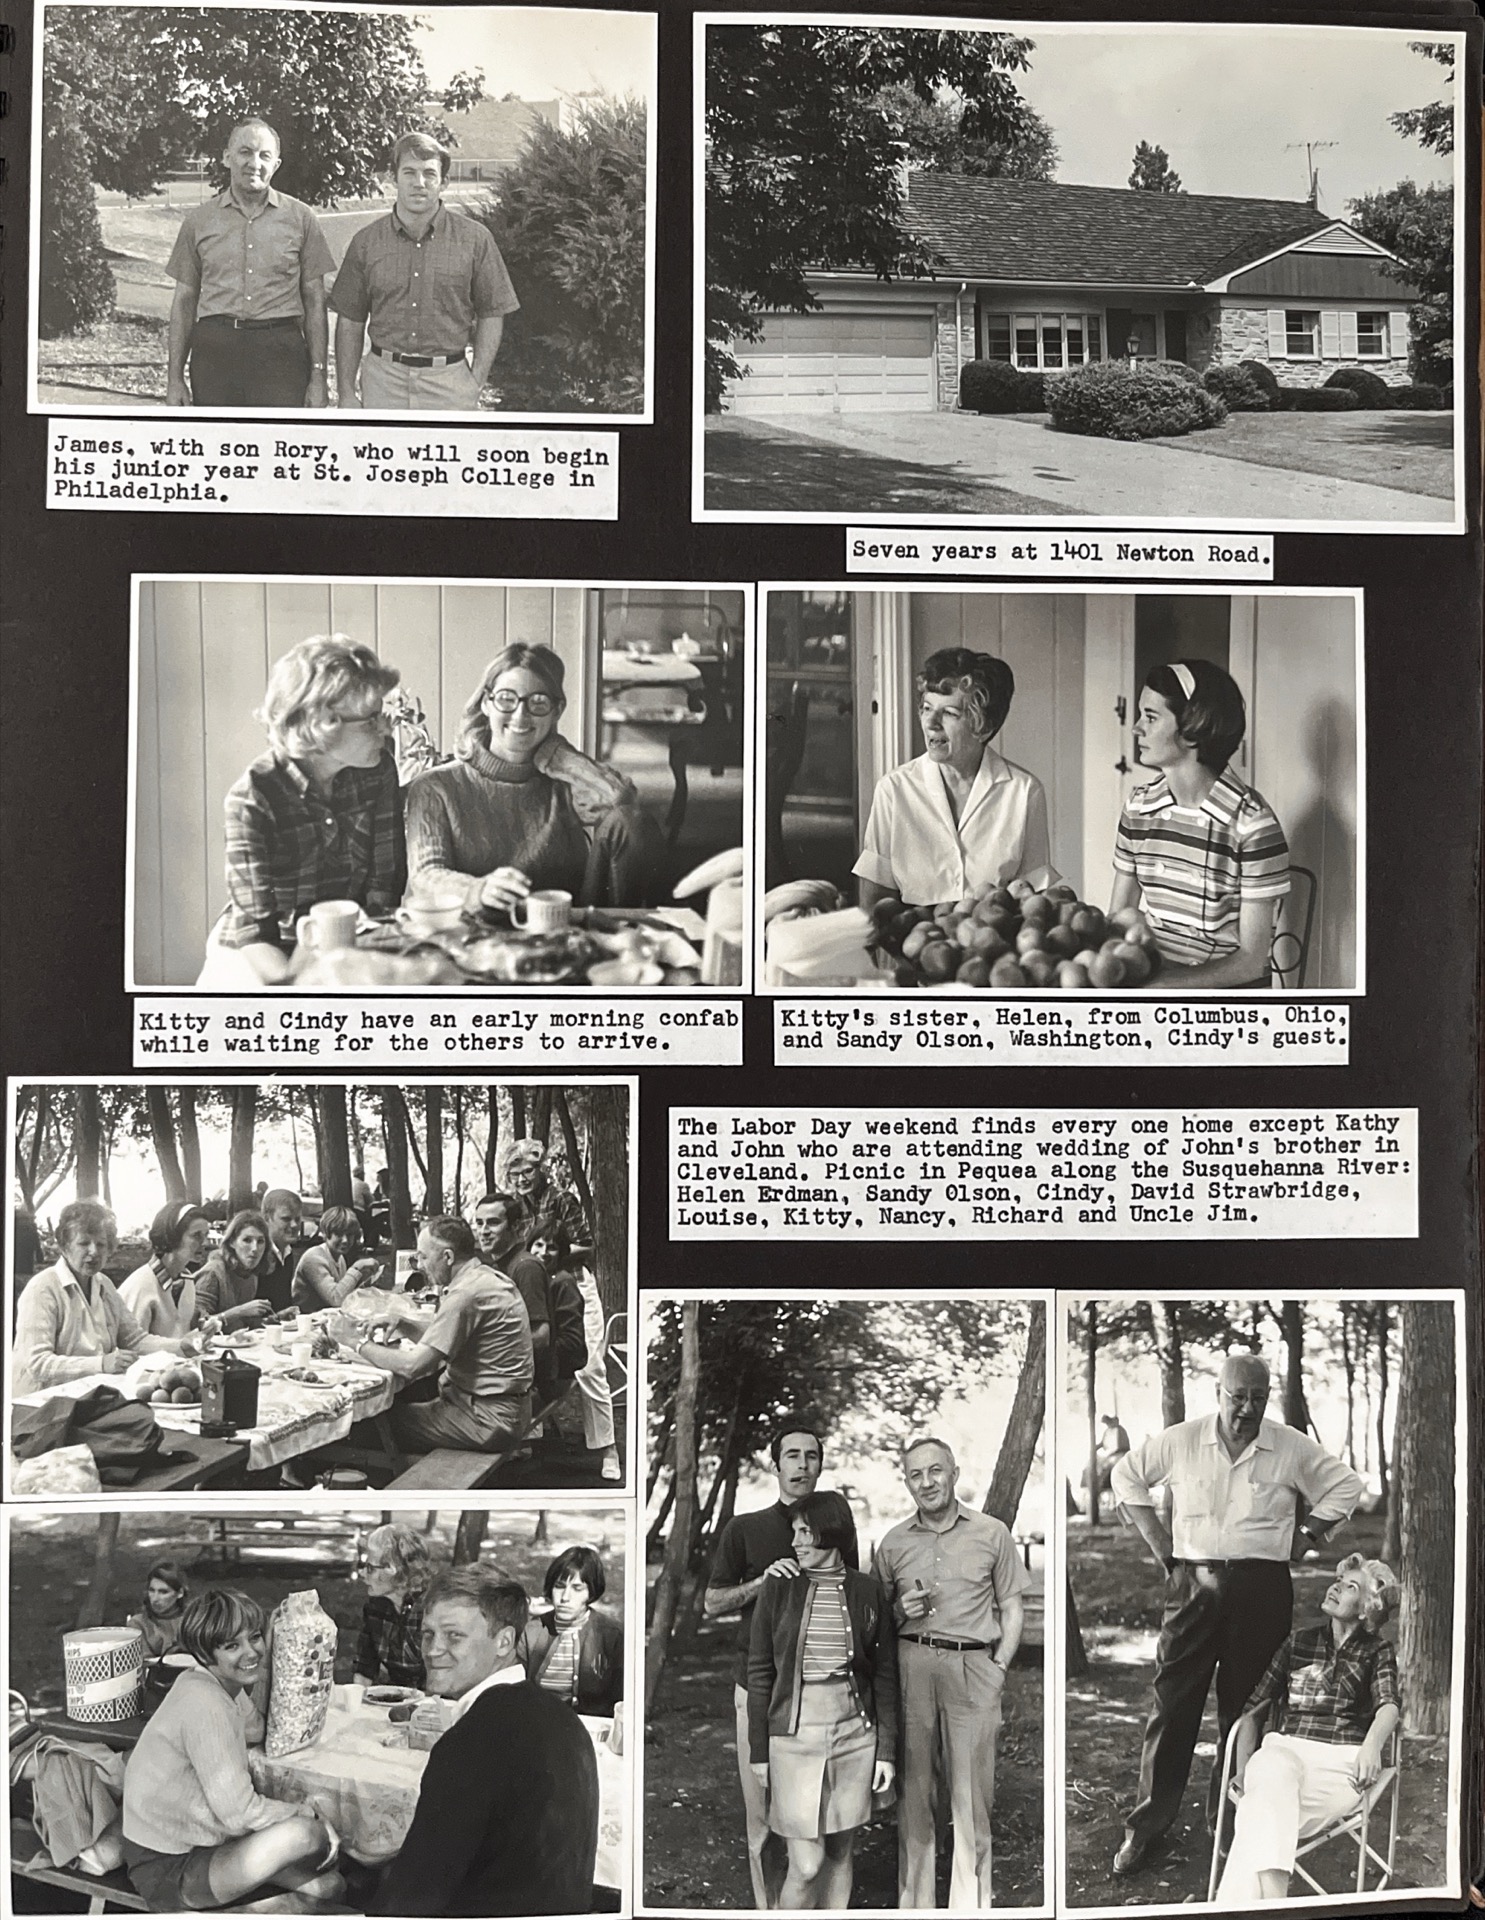 James, with son Rory, who will soon begin
his junior year at St. Joseph College in
Philadelphia.
Seven years at 1401 Newton Road.
Kitty and Cindy have an early morning confab
while waiting for the others to arrive.
Kitty's sister, Helen, from Columbus, Ohio,
and Sandy Olson, Washington, Cindy's guest.
The Labor Day weekend finds every one home except Kathy
and John who are attending wedding of John's brother in
Cleveland. Picnic in Pequea along the Susquehanna River:
Helen Erdman, Sandy Olson, Cindy, David Strawbridge,
Louise, Kitty, Nancy, Richard and Uncle Jim.